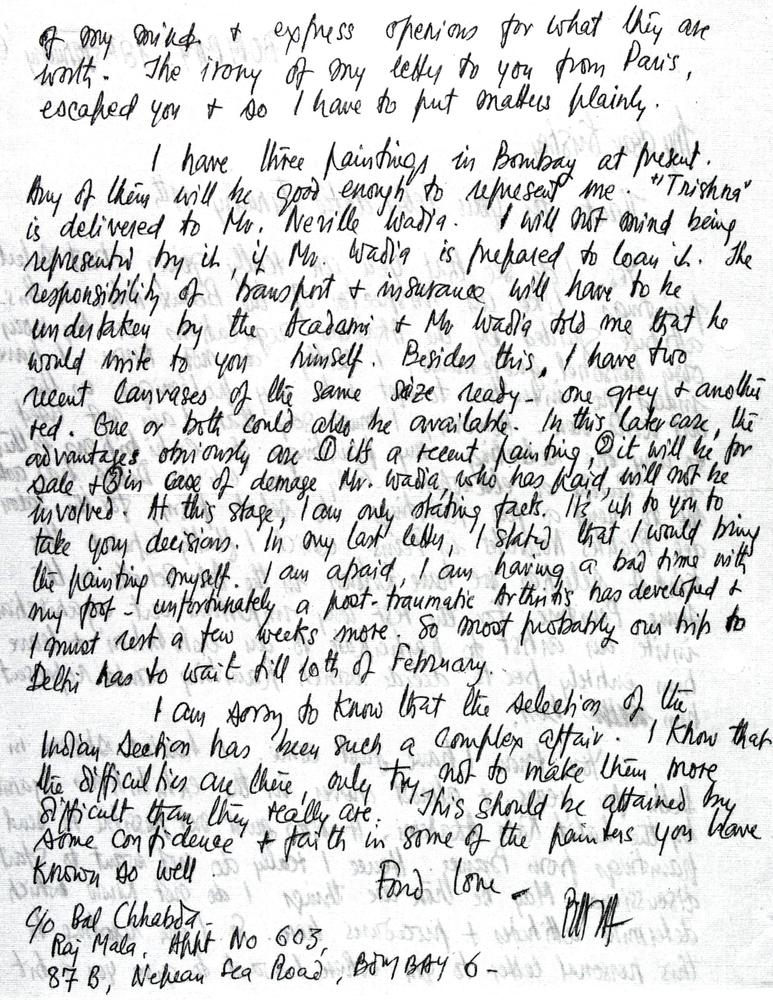 of my mind & express openions for what they are
worth. The irony of my letter to you from Paris,
escaped you & so I have to put matters plainly.
I have three paintings in Bombay at present.
Any of them will be good enough to represent me. "Trishna"
is delivered to Mr. Neville Wadia. I will not mind being
represented by it, if Mr. Wadia is prepared to loan it. The
responsibility of transport & insurance will have to be
undertaken by the Acadami & Mr Wadia told me that he
would write to you himself. Besides this, I have two
recent Canvases of the same size ready - one grey & another
red. One or both could also be available. In this later case, the
advantages obviously are ① its a recent painting, ② it will be for
sale & ③ in case of demage Mr. Wadia, who has paid, will not be
involved. At this stage, I am only stating facts. It's up to you to
take your decisions. In my last letter, I stated that I would bring
the painting myself. I am afraid, I am having a bad time with
my foot - unfortunately a post-traumatic Arthritis has developed &
I must rest a few weeks more. So most probably our trip to
Delhi has to wait till 10th of February.
I am sorry to know that the selection of the
Indian Section has been such a complex affair. I know that
the difficulties are there, only try not to make them more
difficult than they really are. This should be attained by
some confidence & faith in some of the painters you have
known so well.
Fond love -
C/o Bal Chhabda -
Raj Mala, Appt No 603,
87 B, Nepean Sea Road, BOMBAY 6 -